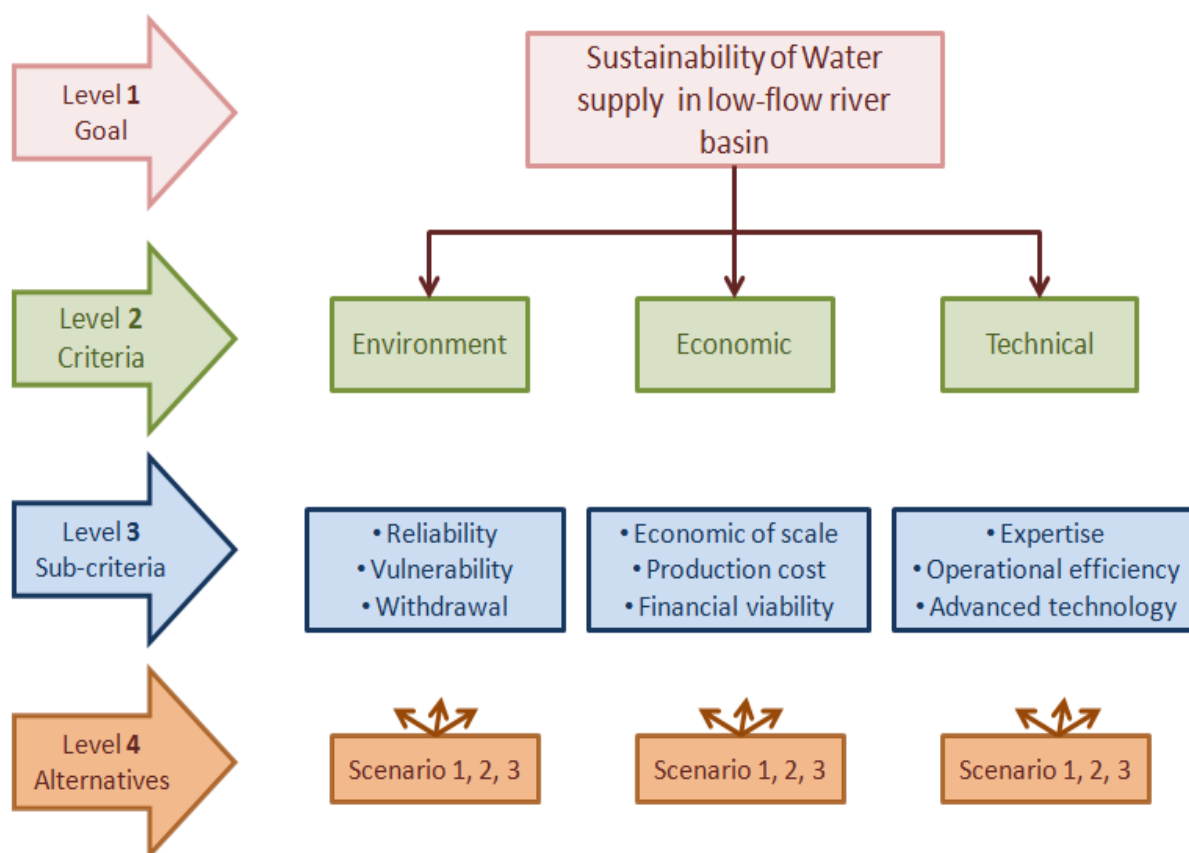 Level 1
Goal
Sustainability of Water
supply in low-flow river
basin
Level 2
Criteria
Environment
Economic
Technical
Level 3
Sub-criteria
• Reliability
• Vulnerability
• Withdrawal
• Economic of scale
• Production cost
• Financial viability
• Expertise
• Operational efficiency
• Advanced technology
Level 4
Alternatives
Scenario 1, 2, 3
Scenario 1, 2, 3
Scenario 1, 2, 3